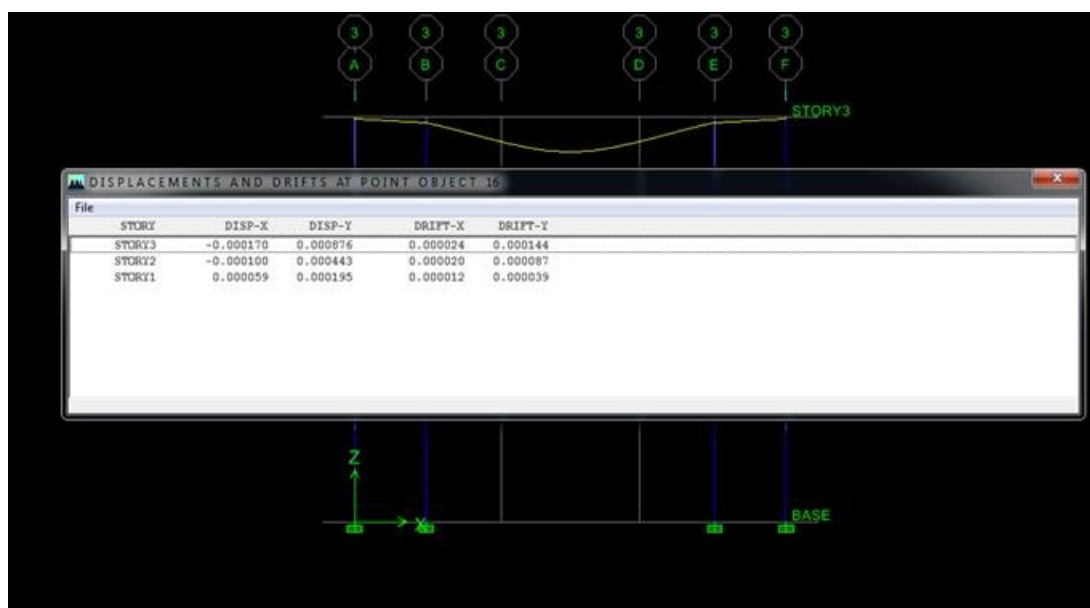 3 3 3 3 3 3
A B C D E F
STORY3
DISPLACEMENTS AND DRIFTS AT POINT OBJECT 16
File
STORY DISP-X DISP-Y DRIFT-X DRIFT-Y
STORY3 -0.000170 0.000876 0.000024 0.000144
STORY2 -0.000100 0.000443 0.000020 0.000087
STORY1 0.000059 0.000195 0.000012 0.000039
Z
X
BASE